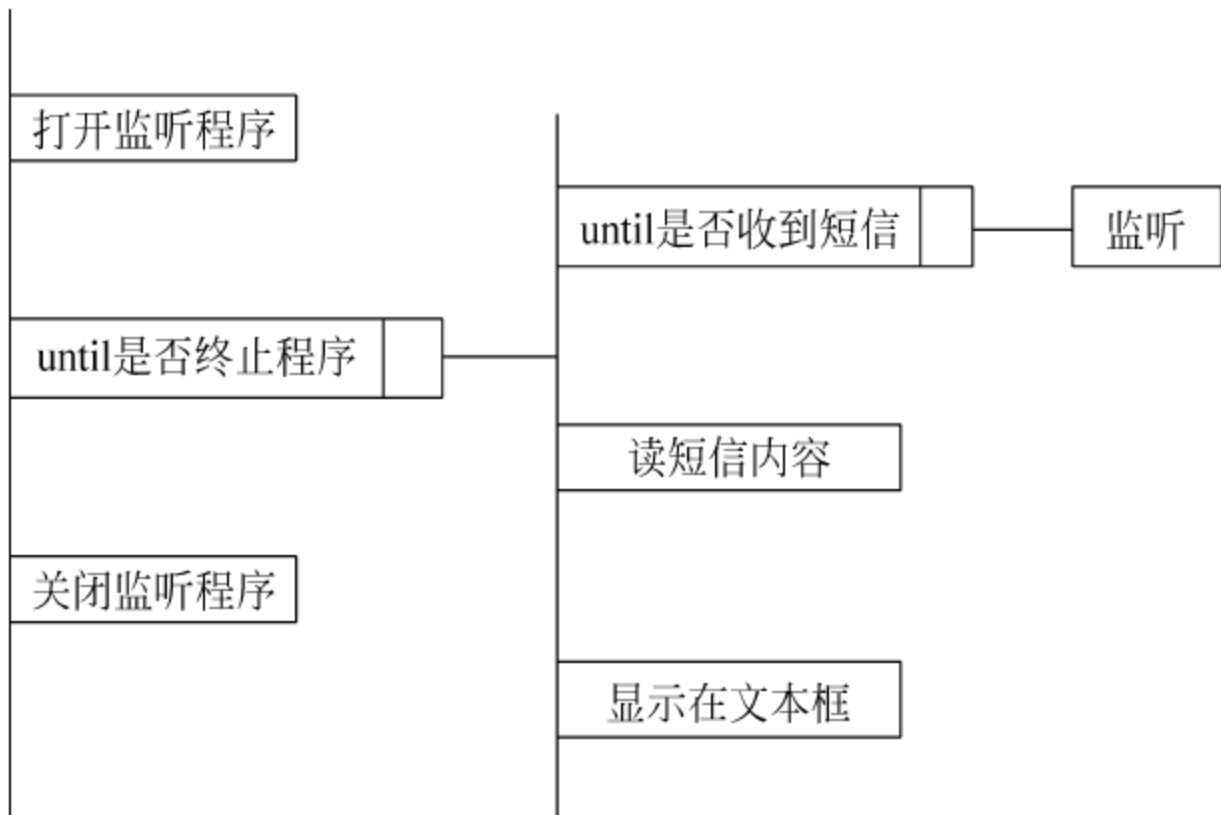 打开监听程序
until是否收到短信
监听
until是否终止程序
读短信内容
关闭监听程序
显示在文本框